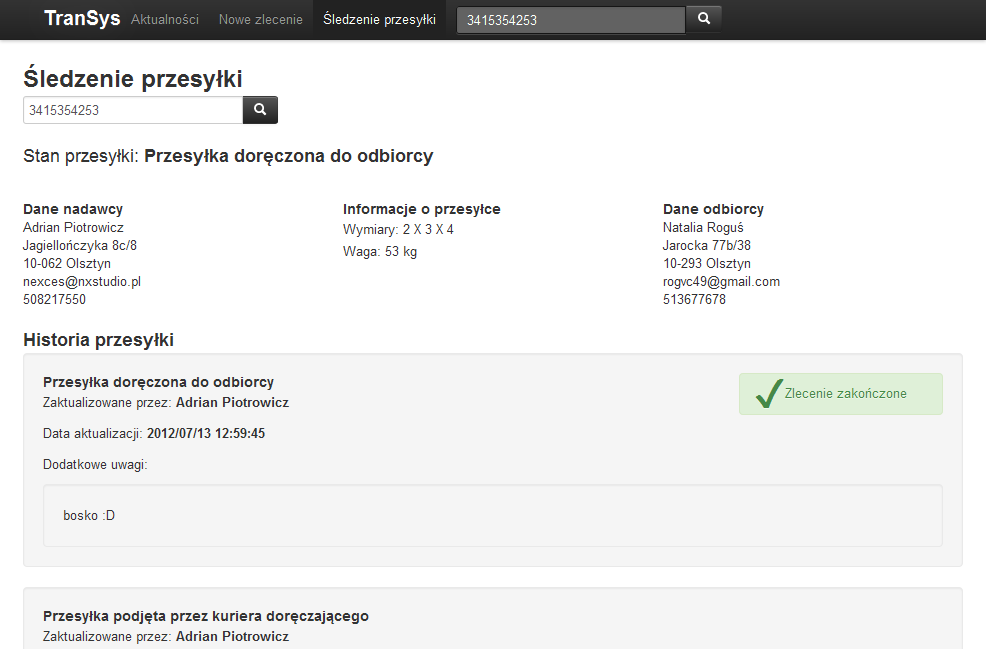 TranSys Aktualności Nowe zlecenie Śledzenie przesyłki 3415354253
Śledzenie przesyłki
3415354253
Stan przesyłki: Przesyłka doręczona do odbiorcy
Dane nadawcy
Adrian Piotrowicz
Jagiellończyka 8c/8
10-062 Olsztyn
nexces@nxstudio.pl
508217550
Informacje o przesyłce
Wymiary: 2 X 3 X 4
Waga: 53 kg
Dane odbiorcy
Natalia Roguś
Jarocka 77b/38
10-293 Olsztyn
rogvc49@gmail.com
513677678
Historia przesyłki
Przesyłka doręczona do odbiorcy
Zaktualizowane przez: Adrian Piotrowicz
Zlecenie zakończone
Data aktualizacji: 2012/07/13 12:59:45
Dodatkowe uwagi:
bosko :D
Przesyłka podjęta przez kuriera doręczającego
Zaktualizowane przez: Adrian Piotrowicz